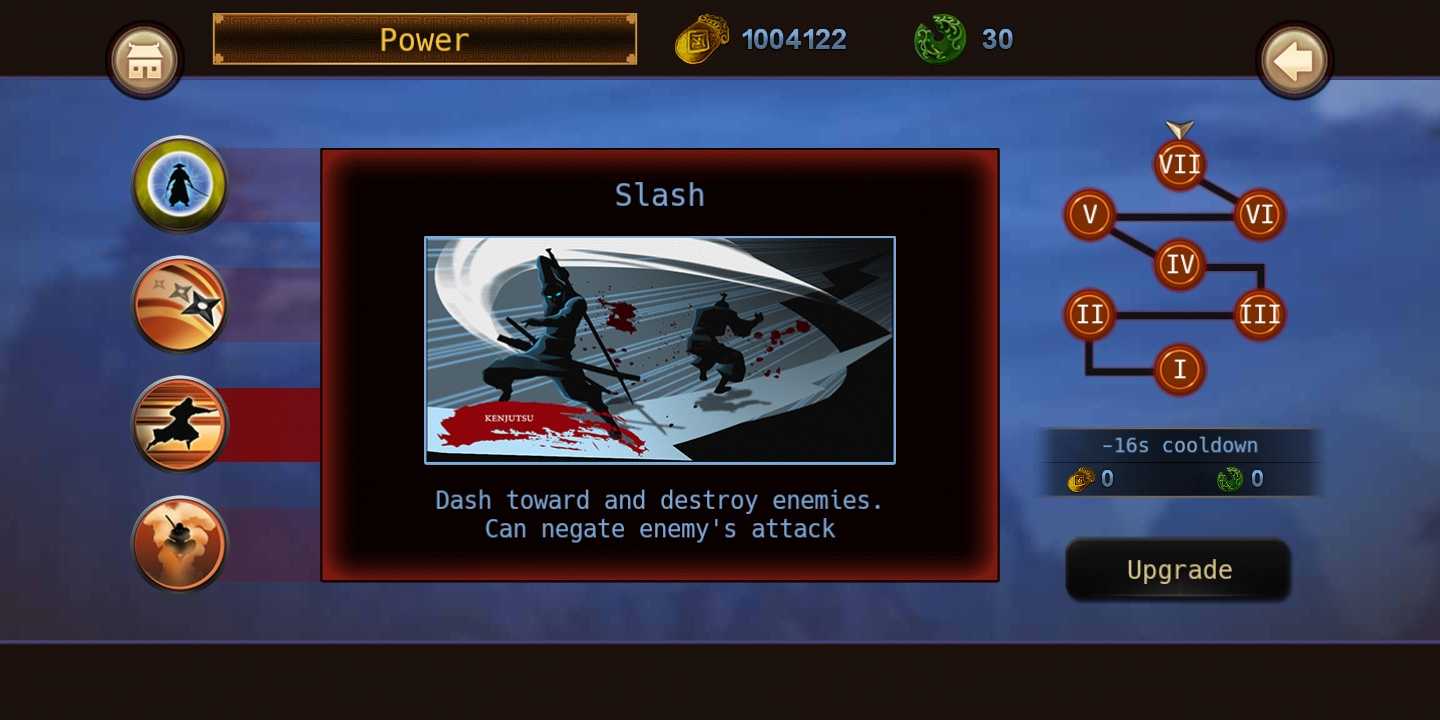 Power
1004122
30
Slash
KENJUTSU
Dash toward and destroy enemies.
Can negate enemy's attack
VII
V
VI
IV
II
III
I
-16s cooldown
0
0
Upgrade